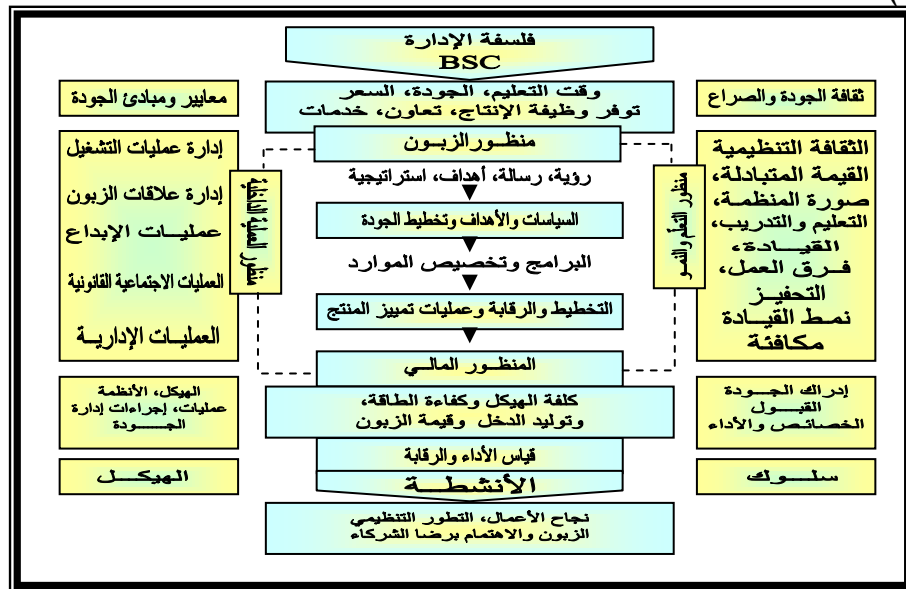 فلسفة الإدارة
BSC
ثقافة الجودة والصراع
وقت التعليم، الجودة، السعر
توفر وظيفة الإنتاج، تعاون، خدمات
معايير ومبادئ الجودة
الثقافة التنظيمية
القيمة المتبادلة،
صورة المنظمة،
التعليم والتدريب،
القيادة،
فرق العمل،
التحفيز
نمط القيادة
مكافئة
منظور التعلم والنمو
منظور الزبون
رؤية، رسالة، أهداف، استراتيجية
السياسات والأهداف وتخطيط الجودة
البرامج وتخصيص الموارد
التخطيط والرقابة وعمليات تمييز المنتج
المنظور المالي
منظور العملية الداخلية
إدارة عمليات التشغيل
إدارة علاقات الزبون
عمليات الإبداع
العمليات الاجتماعية القانونية
العمليات الإدارية
إدراك الجودة
القبول
الخصائص والأداء
كلفة الهيكل وكفاءة الطاقة،
وتوليد الدخل وقيمة الزبون
الهيكل، الأنظمة
عمليات، إجراءات إدارة
الجودة
سلوك
قياس الأداء والرقابة
الأنشطة
الهيكل
نجاح الأعمال، التطور التنظيمي
الزبون والاهتمام برضا الشركاء